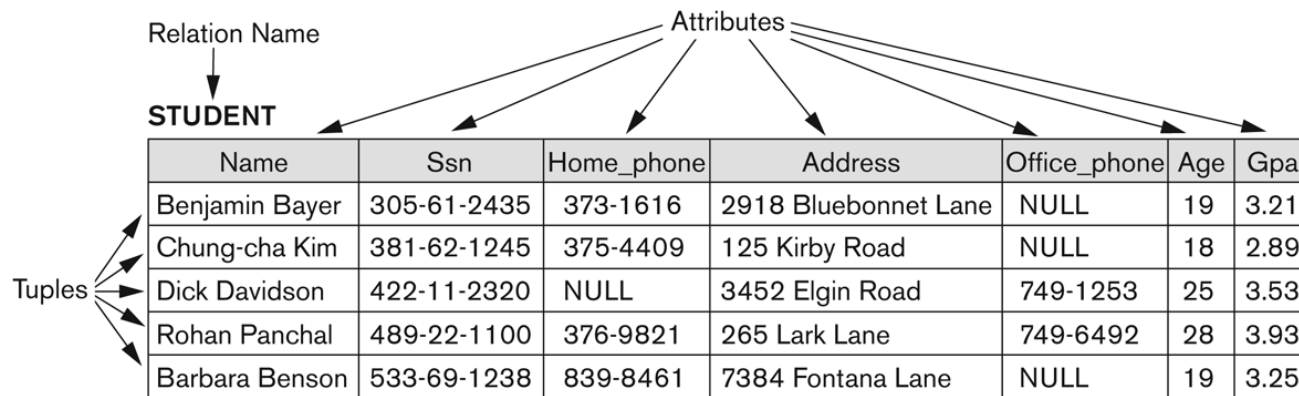 Attributes
Relation Name
STUDENT
Name Ssn Home_phone Address Office_phone Age Gpa
Benjamin Bayer 305-61-2435 373-1616 2918 Bluebonnet Lane NULL 19 3.21
Chung-cha Kim 381-62-1245 375-4409 125 Kirby Road NULL 18 2.89
Tuples Dick Davidson 422-11-2320 NULL 3452 Elgin Road 749-1253 25 3.53
Rohan Panchal 489-22-1100 376-9821 265 Lark Lane 749-6492 28 3.93
Barbara Benson 533-69-1238 839-8461 7384 Fontana Lane NULL 19 3.25